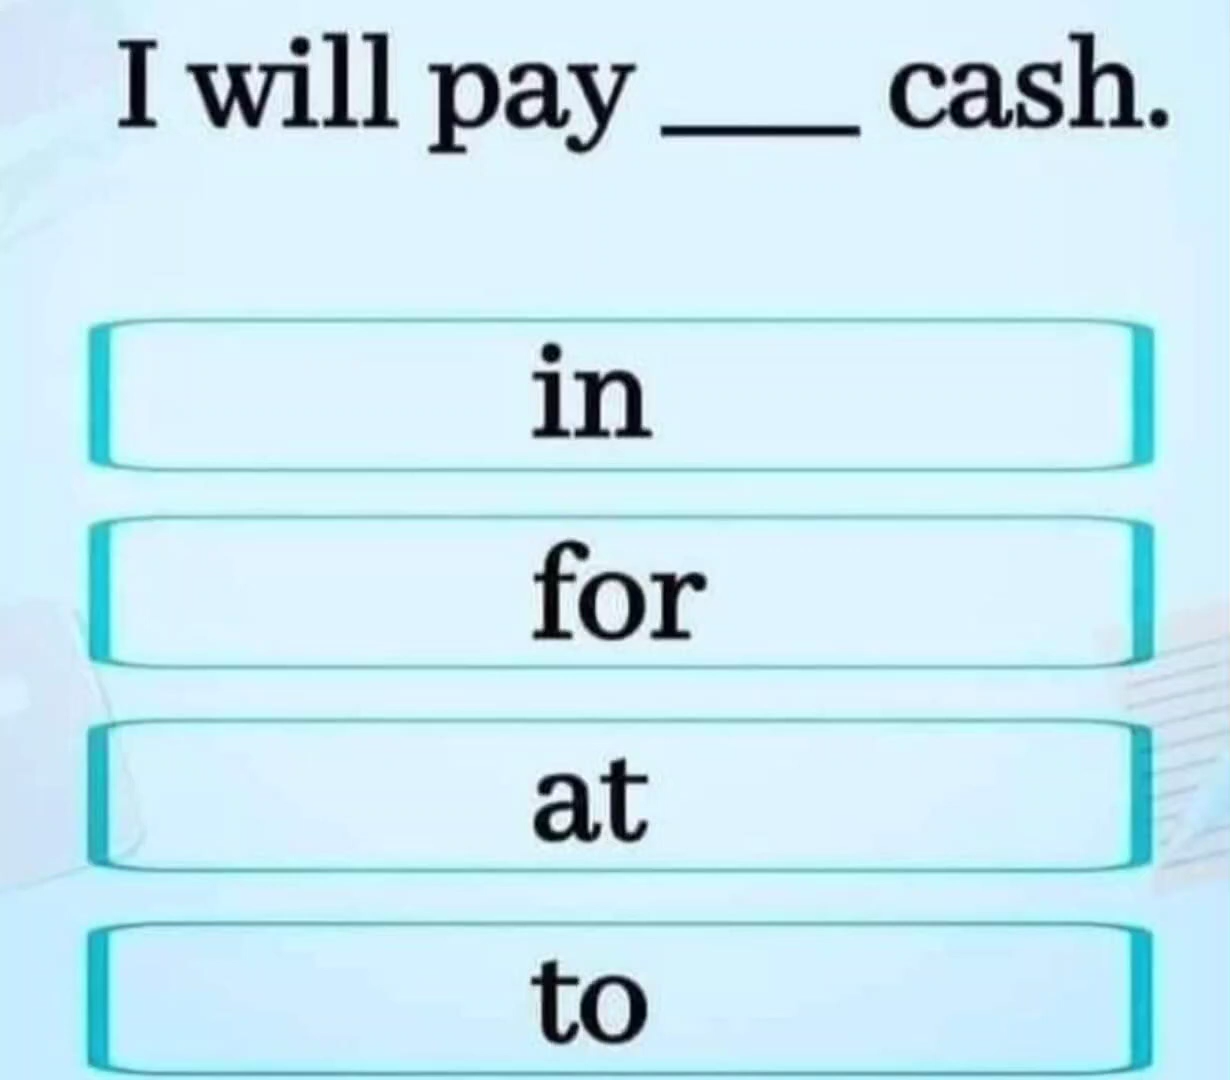 I will pay ____ cash.
in
for
at
to